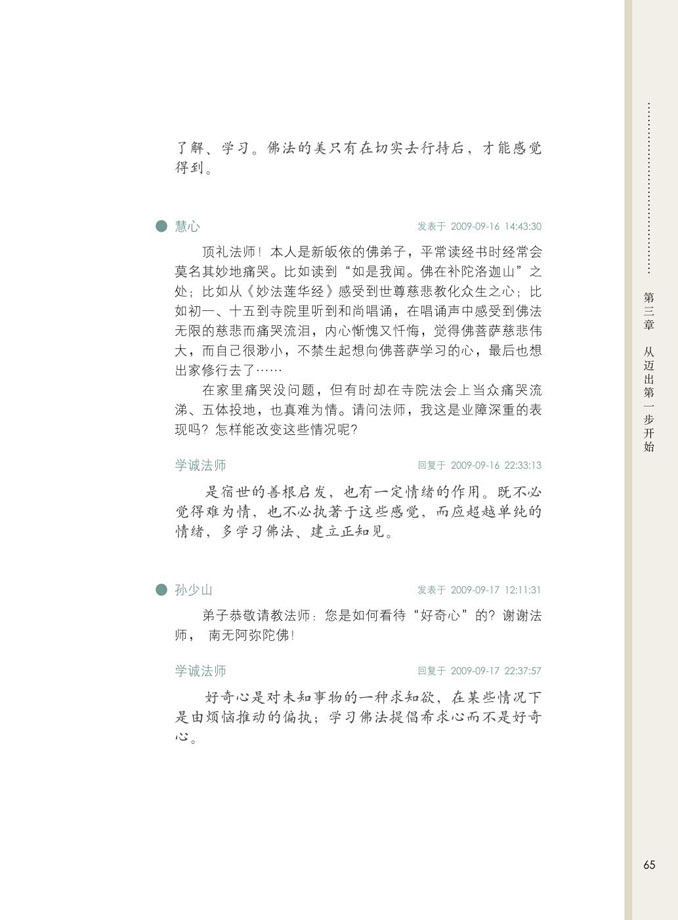 了解、学习。佛法的美只有在切实去行持后，才能感觉
得到。
慧心 发表于 2009-09-16 14:43:30
顶礼法师！本人是新皈依的佛弟子，平常读经书时经常会
莫名其妙地痛哭。比如读到“如是我闻。佛在补陀洛迦山”之
处；比如从《妙法莲华经》感受到世尊慈悲教化众生之心；比
如初一、十五到寺院里听到和尚唱诵，在唱诵声中感受到佛法
无限的慈悲而痛哭流泪，内心惭愧又忏悔，觉得佛菩萨慈悲伟
大，而自己很渺小，不禁生起想向佛菩萨学习的心，最后也想
出家修行去了……
在家里痛哭没问题，但有时却在寺院法会上当众痛哭流
涕、五体投地，也真难为情。请问法师，我这是业障深重的表
现吗？怎样能改变这些情况呢？
学诚法师 回复于 2009-09-16 22:33:13
是宿世的善根启发，也有一定情绪的作用。既不必
觉得难为情，也不必执著于这些感觉，而应超越单纯的
情绪，多学习佛法、建立正知见。
孙少山 发表于 2009-09-17 12:11:31
弟子恭敬请教法师：您是如何看待“好奇心”的？谢谢法
师， 南无阿弥陀佛！
学诚法师 回复于 2009-09-17 22:37:57
好奇心是对未知事物的一种求知欲，在某些情况下
是由烦恼推动的偏执；学习佛法提倡希求心而不是好奇
心。
第三章 从迈出第一步开始
65